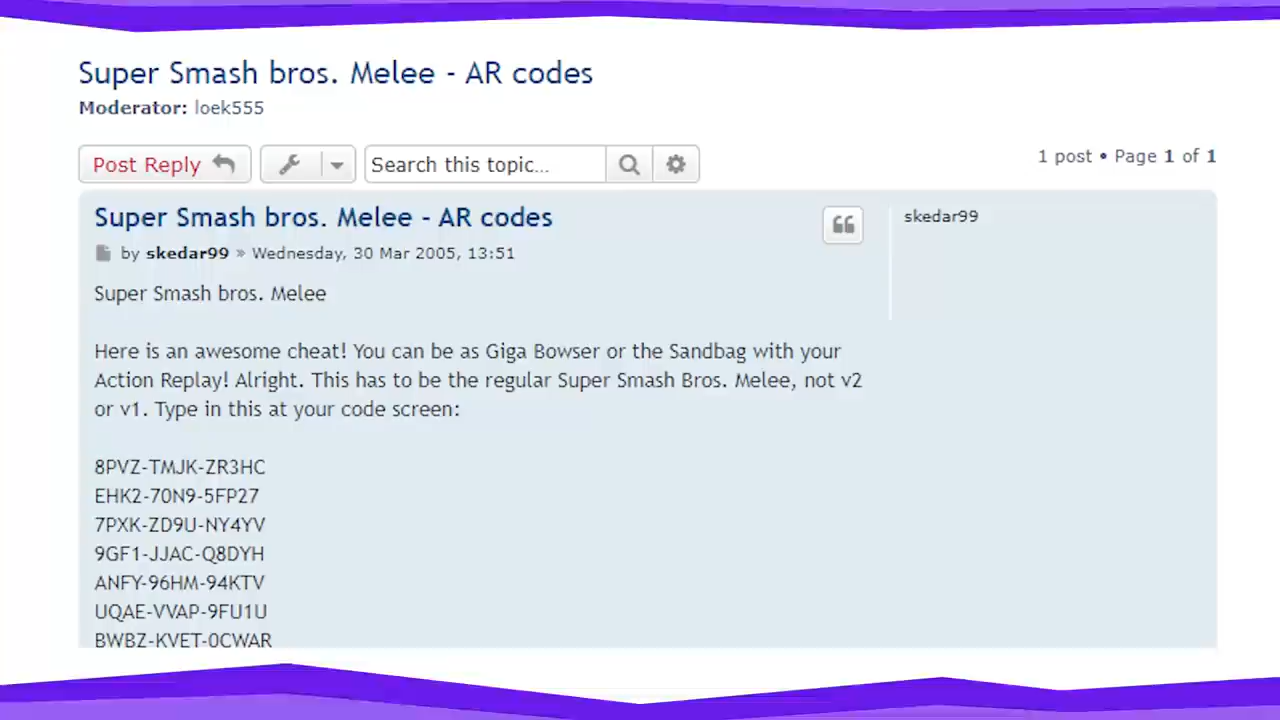 Super Smash bros. Melee - AR codes
Moderator: loek555
Post Reply
Search this topic...
1 post • Page 1 of 1
Super Smash bros. Melee - AR codes
skedar99
by skedar99 » Wednesday, 30 Mar 2005, 13:51
Super Smash bros. Melee
Here is an awesome cheat! You can be as Giga Bowser or the Sandbag with your
Action Replay! Alright. This has to be the regular Super Smash Bros. Melee, not v2
or v1. Type in this at your code screen:
8PVZ-TMJK-ZR3HC
EHK2-70N9-5FP27
7PXK-ZD9U-NY4YV
9GF1-JJAC-Q8DYH
ANFY-96HM-94KTV
UQAE-VVAP-9FU1U
BWBZ-KVET-0CWAR